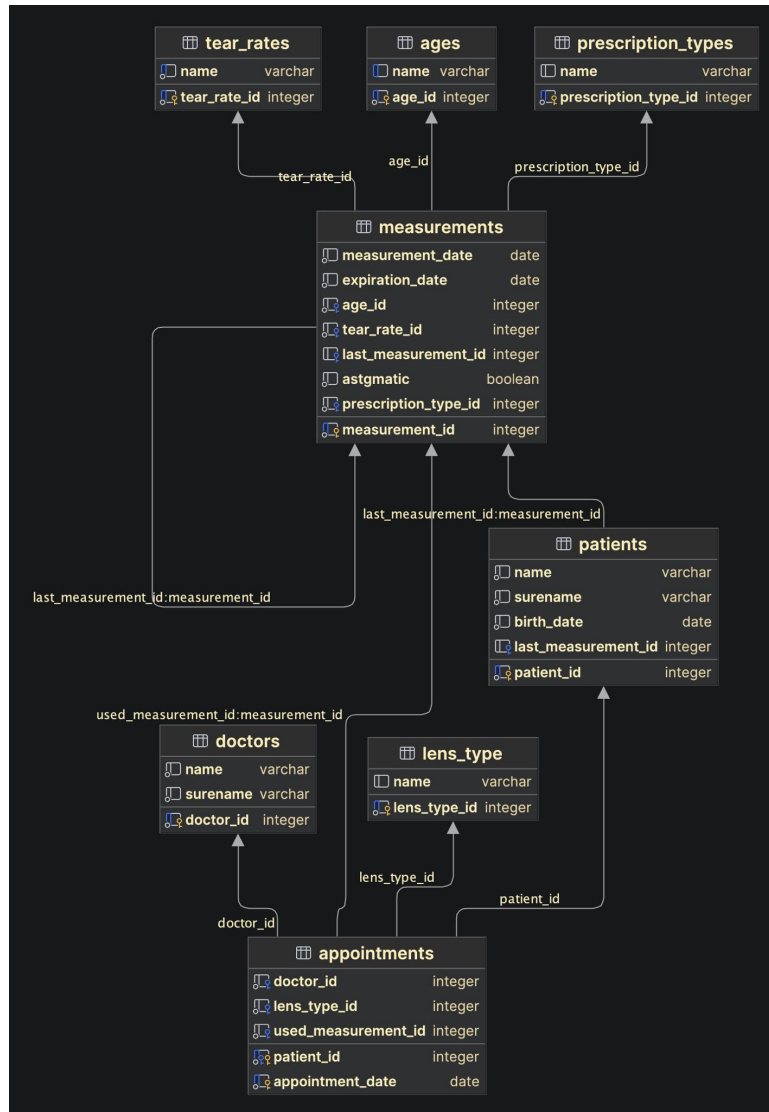 tear_rates
name varchar
tear_rate_id integer
ages
name varchar
age_id integer
prescription_types
name varchar
prescription_type_id integer
tear_rate_id
age_id
prescription_type_id
measurements
measurement_date date
expiration_date date
age_id integer
tear_rate_id integer
last_measurement_id integer
astgmatic boolean
prescription_type_id integer
measurement_id integer
last_measurement_id:measurement_id
last_measurement_id:measurement_id
patients
name varchar
surename varchar
birth_date date
last_measurement_id integer
patient_id integer
used_measurement_id:measurement_id
doctors
name varchar
surename varchar
doctor_id integer
lens_type
name varchar
lens_type_id integer
doctor_id
lens_type_id
patient_id
appointments
doctor_id integer
lens_type_id integer
used_measurement_id integer
patient_id integer
appointment_date date